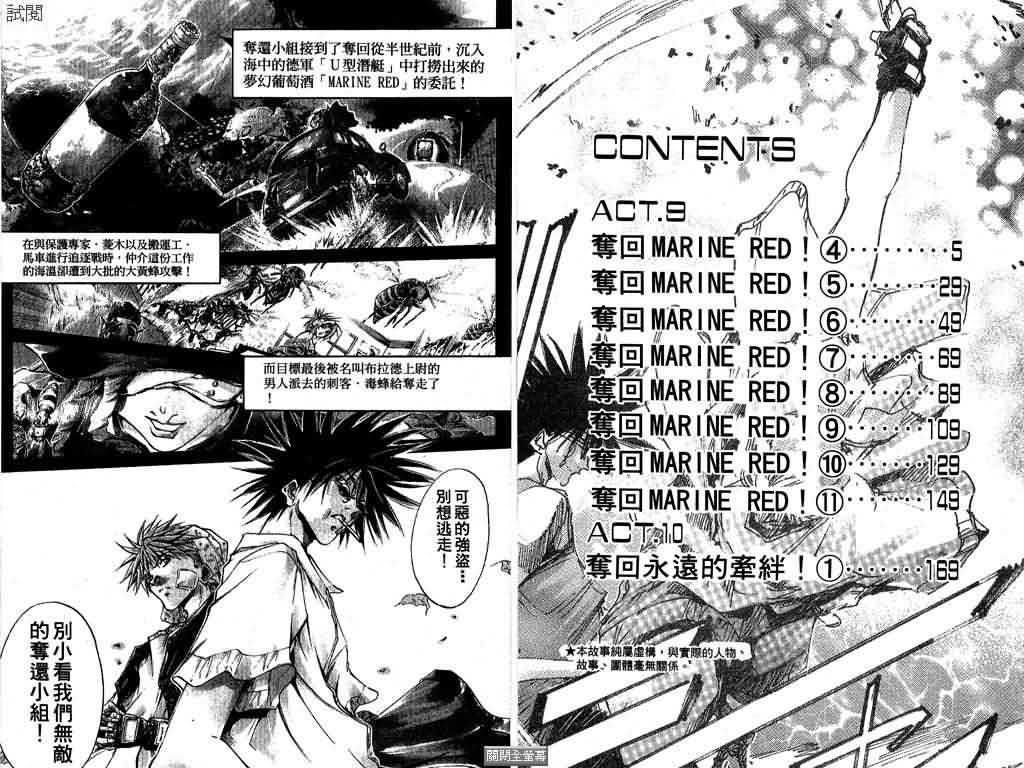 試閱
奪還小組接到了奪回從半世紀前，沉入
海中的德軍「U型潛艇」中打撈出來的
夢幻葡萄酒「MARINE RED」的委託！
在與保護專家．菱木以及搬運工．
馬車進行追逐戰時，仲介這份工作
的海溫卻遭到大批的大黃蜂攻擊！
而目標最後被名叫布拉德上尉的
男人派去的刺客．毒蜂給奪走了
！
可惡的強盜…
別想逃走！
別小看我們無敵
的奪還小組！
CONTENTS
ACT.9
奪回MARINE RED！④⋯⋯⋯5
奪回MARINE RED！⑤⋯⋯⋯29
奪回MARINE RED！⑥⋯⋯⋯49
奪回MARINE RED！⑦⋯⋯⋯69
奪回MARINE RED！⑧⋯⋯⋯89
奪回MARINE RED！⑨⋯⋯⋯109
奪回MARINE RED！⑩⋯⋯⋯129
奪回MARINE RED！⑪⋯⋯⋯149
ACT.10
奪回永遠的牽絆！①⋯⋯⋯169
★本故事純屬虛構，與實際的人物、
故事、團體毫無關係。
關閉全螢幕